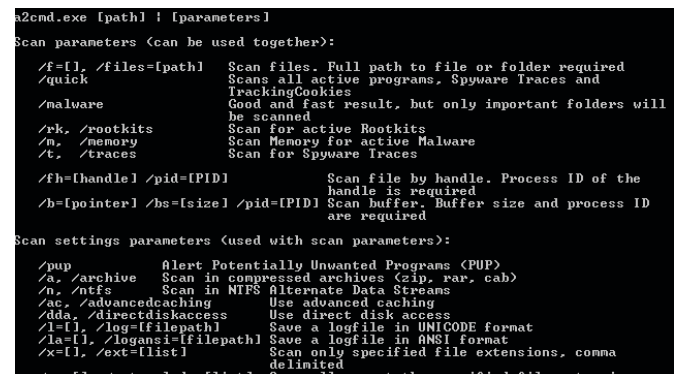 a2cmd.exe [path] | [parameters]
Scan parameters (can be used together):
/f=[], /files=[path] Scan files. Full path to file or folder required
/quick Scans all active programs, Spyware Traces and
TrackingCookies
/malware Good and fast result, but only important folders will
be scanned
/rk, /rootkits Scan for active Rootkits
/m, /memory Scan Memory for active Malware
/t, /traces Scan for Spyware Traces
/fh=[handle] /pid=[PID] Scan file by handle. Process ID of the
handle is required
/b=[pointer] /bs=[size] /pid=[PID] Scan buffer. Buffer size and process ID
are required
Scan settings parameters (used with scan parameters):
/pup Alert Potentially Unwanted Programs (PUP)
/a, /archive Scan in compressed archives (zip, rar, cab)
/n, /ntfs Scan in NTFS Alternate Data Streams
/ac, /advancedcaching Use advanced caching
/dda, /directdiskaccess Use direct disk access
/l=[], /log=[filepath] Save a logfile in UNICODE format
/la=[], /logansi=[filepath] Save a logfile in ANSI format
/x=[], /ext=[list] Scan only specified file extensions, comma
delimited